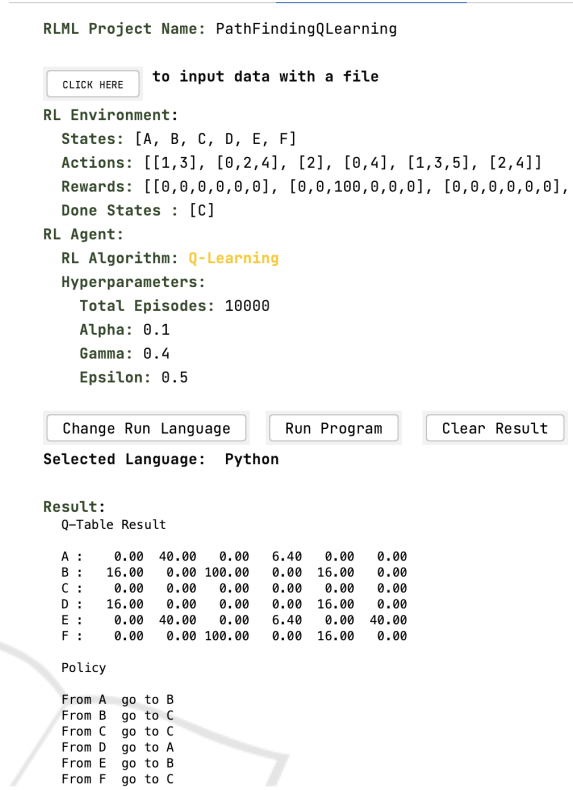 RLML Project Name: PathFindingQLearning
CLICK HERE to input data with a file
RL Environment:
States: [A, B, C, D, E, F]
Actions: [[1,3], [0,2,4], [2], [0,4], [1,3,5], [2,4]]
Rewards: [[0,0,0,0,0,0], [0,0,100,0,0,0], [0,0,0,0,0,0],
Done States : [C]
RL Agent:
RL Algorithm: Q-Learning
Hyperparameters:
Total Episodes: 10000
Alpha: 0.1
Gamma: 0.4
Epsilon: 0.5
Change Run Language Run Program Clear Result
Selected Language: Python
Result:
Q-Table Result
A : 0.00 40.00 0.00 6.40 0.00 0.00
B : 16.00 0.00 100.00 0.00 16.00 0.00
C : 0.00 0.00 0.00 0.00 0.00 0.00
D : 16.00 0.00 0.00 0.00 16.00 0.00
E : 0.00 40.00 0.00 6.40 0.00 40.00
F : 0.00 0.00 100.00 0.00 16.00 0.00
Policy
From A go to B
From B go to C
From C go to C
From D go to A
From E go to B
From F go to C